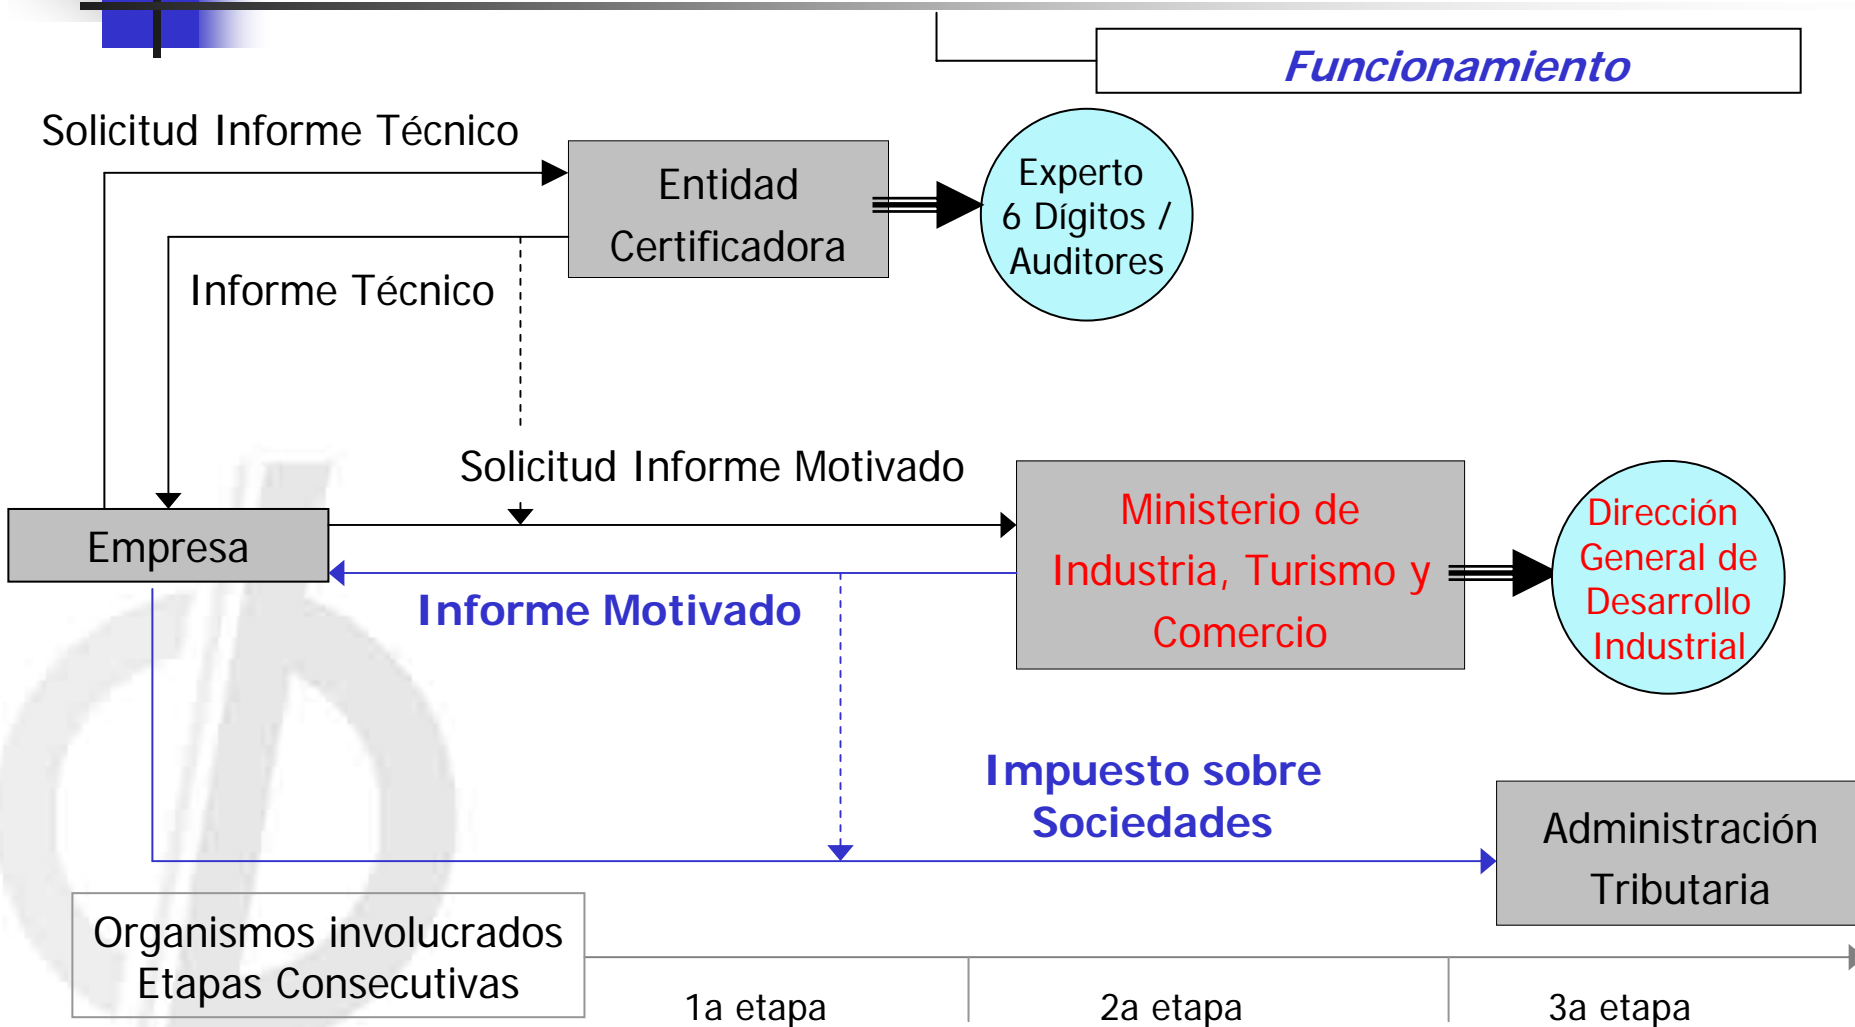 Funcionamiento
Solicitud Informe Técnico
Entidad
Certificadora
Experto
6 Dígitos /
Auditores
Informe Técnico
Solicitud Informe Motivado
Empresa
Ministerio de
Industria, Turismo y
Comercio
Dirección
General de
Desarrollo
Industrial
Informe Motivado
Impuesto sobre
Sociedades
Administración
Tributaria
Organismos involucrados
Etapas Consecutivas
1a etapa
2a etapa
3a etapa